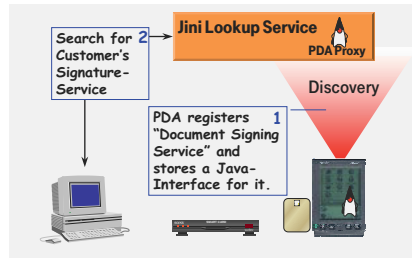 Jini Lookup Service
PDA Proxy
Search for 2
Customer's
Signature-
Service
Discovery
PDA registers 1
"Document Signing
Service" and
stores a Java-
Interface for it.